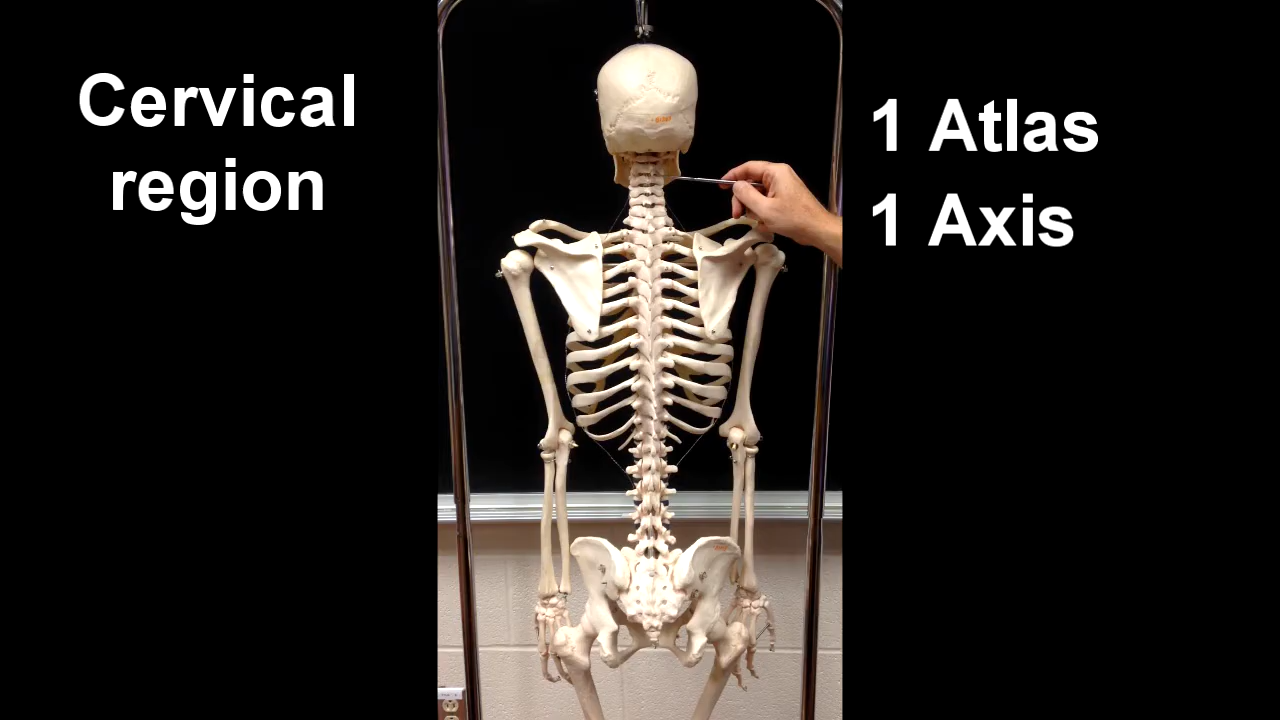 Cervical
region
1 Atlas
1 Axis